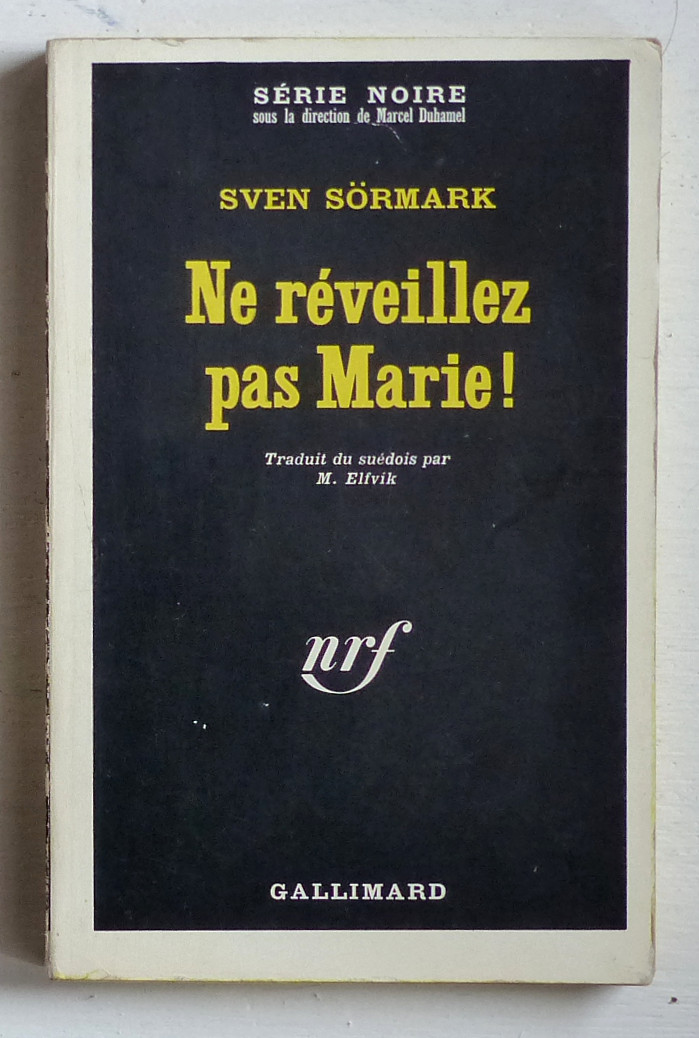 SÉRIE NOIRE
sous la direction de Marcel Duhamel
SVEN SÖRMARK
Ne réveillez
pas Marie!
Traduit du suédois par
M. Elfvik
nrf
GALLIMARD